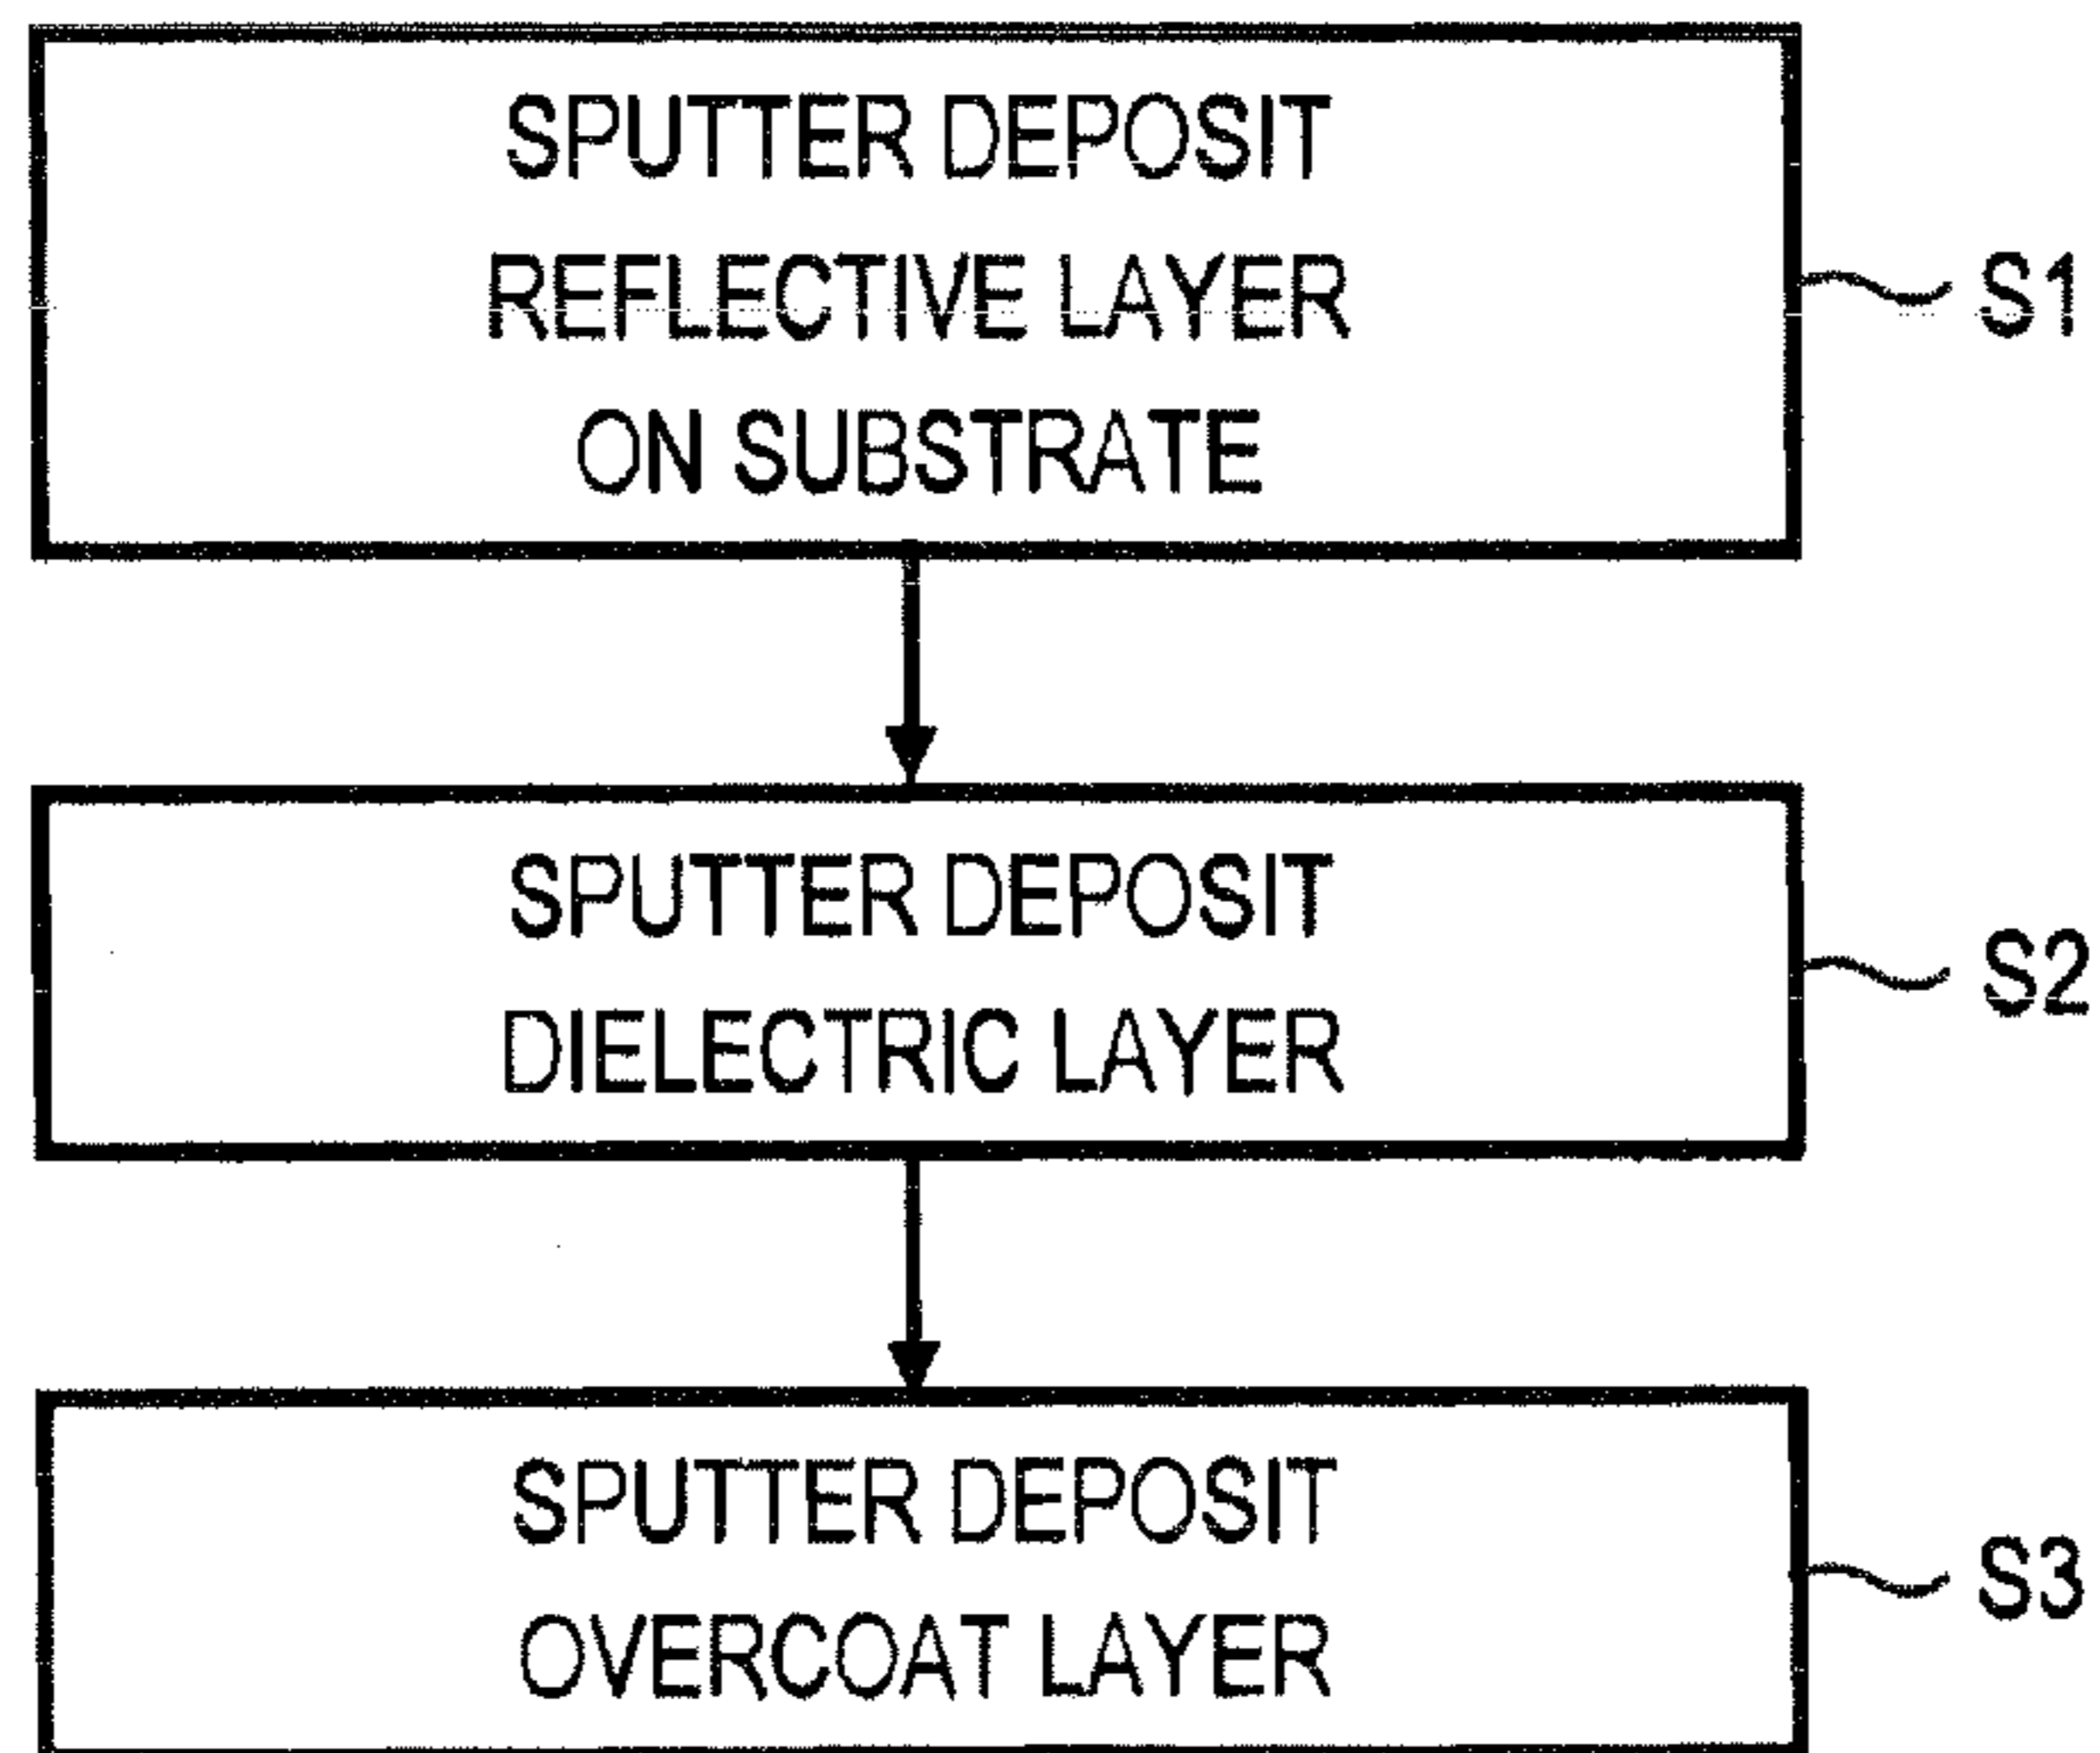 SPUTTER DEPOSIT
REFLECTIVE LAYER
ON SUBSTRATE
S1
SPUTTER DEPOSIT
DIELECTRIC LAYER
S2
SPUTTER DEPOSIT
OVERCOAT LAYER
S3